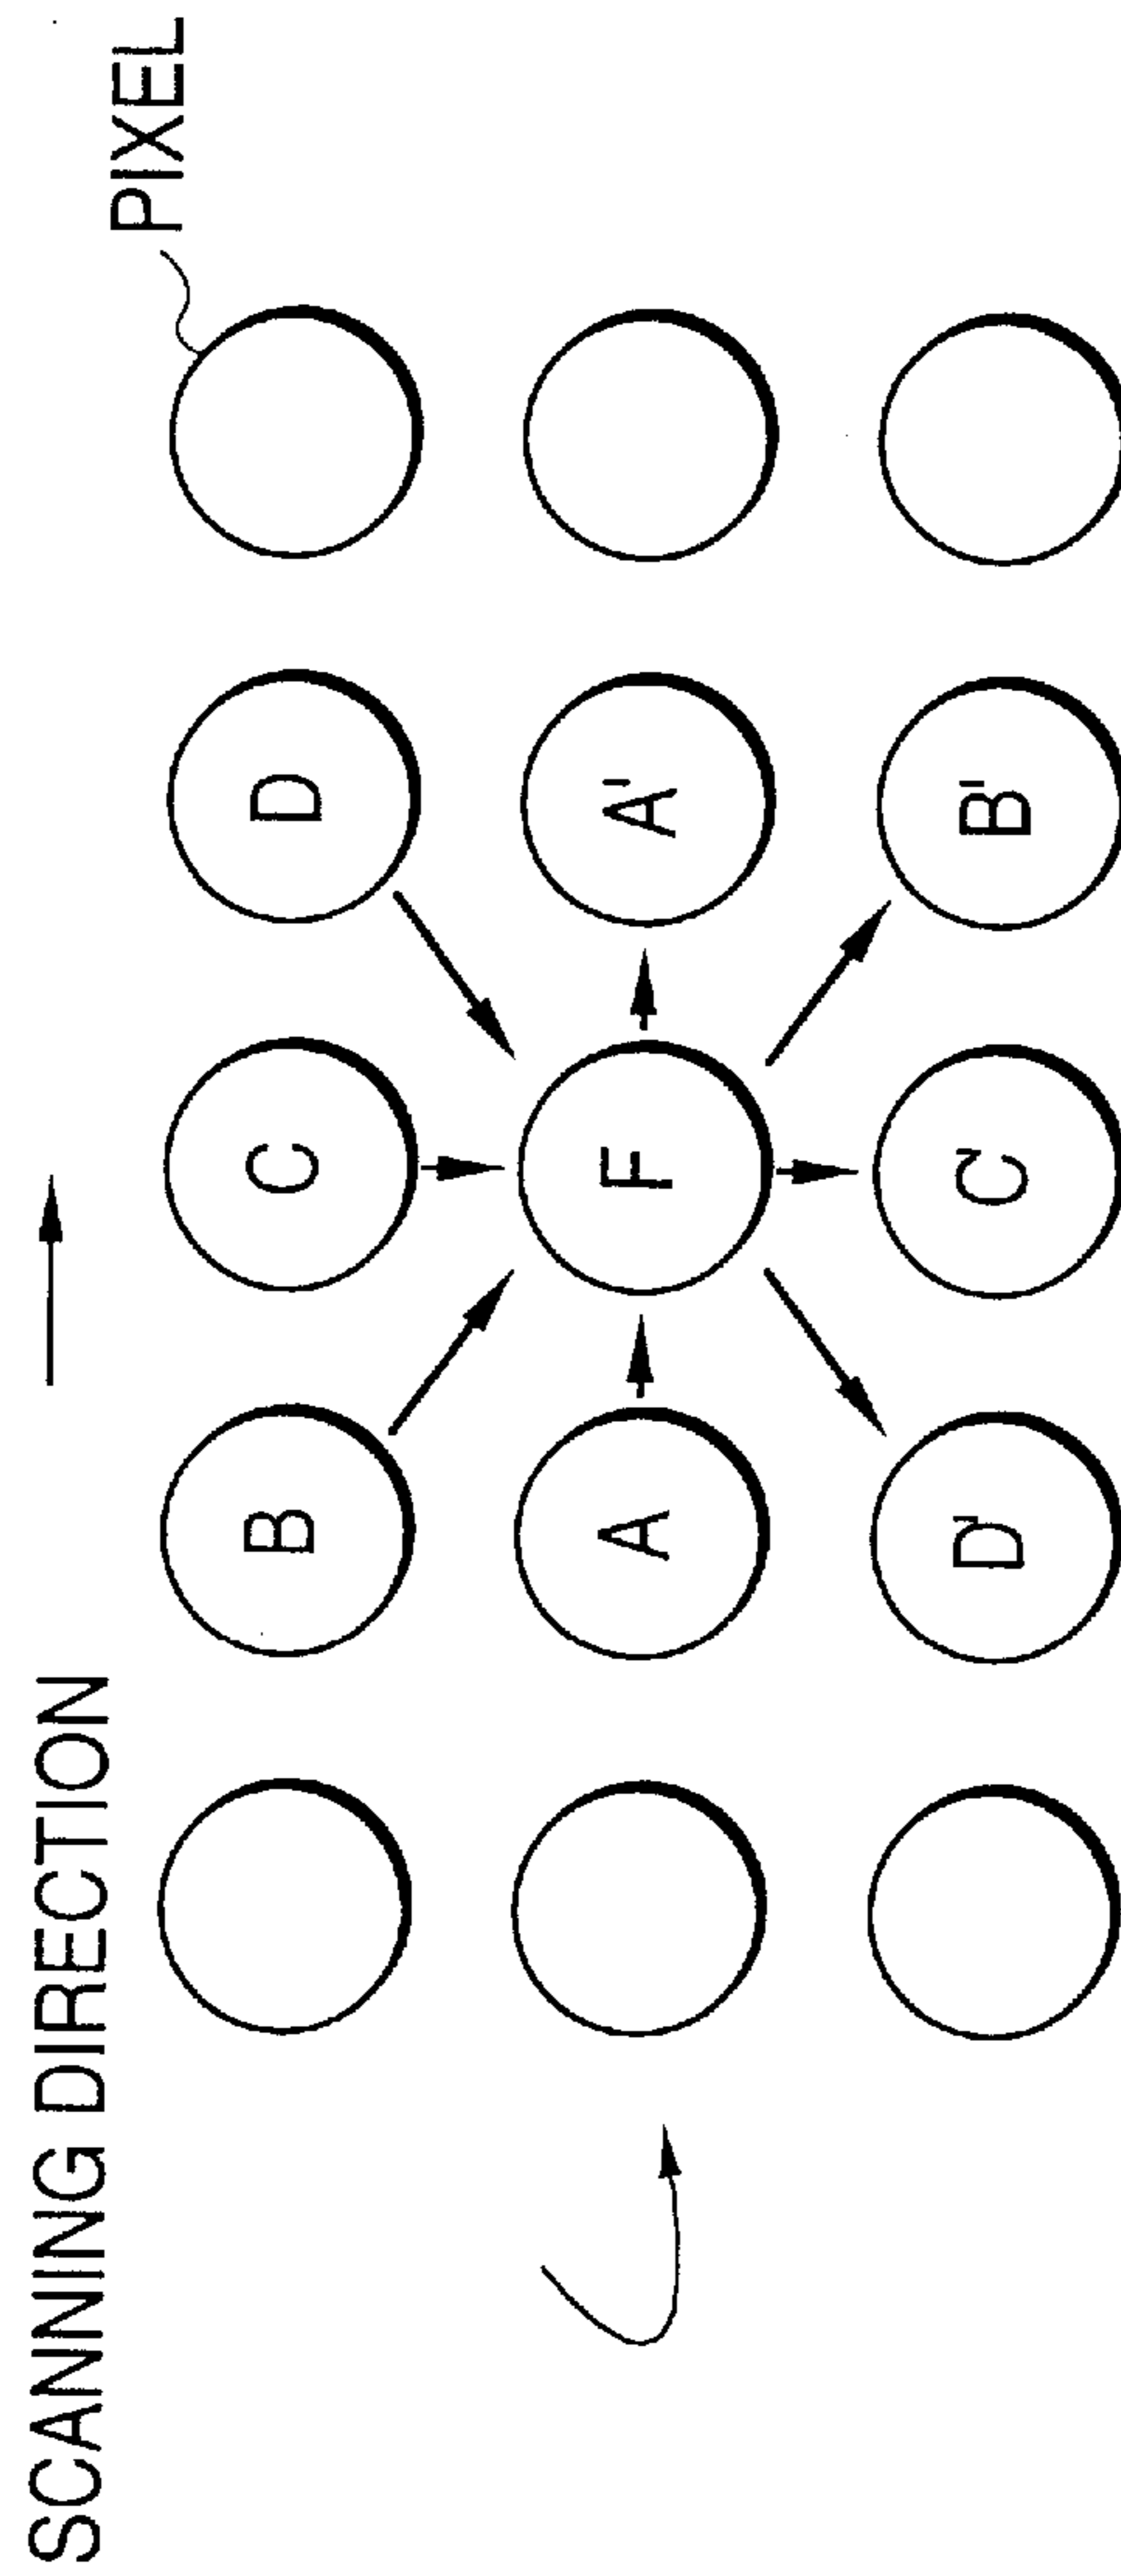 SCANNING DIRECTION
PIXEL
B C D
A F A'
D' C' B'